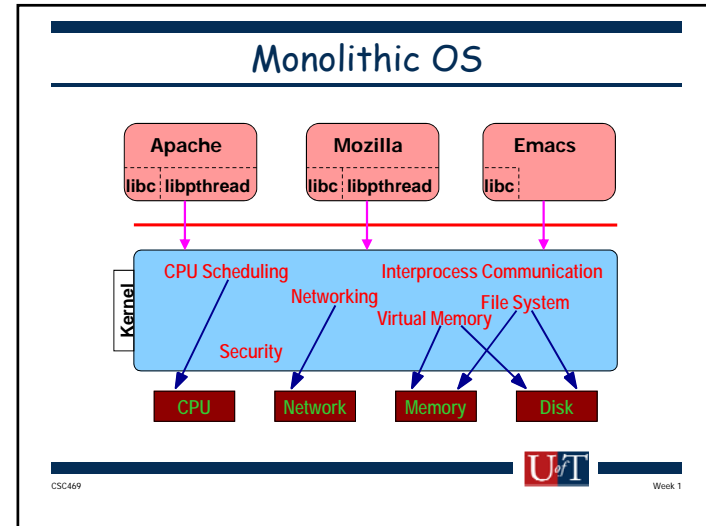 Monolithic OS
Apache
libc libpthread
Mozilla
libc libpthread
Emacs
libc
Kernel
CPU Scheduling
Interprocess Communication
Networking
File System
Virtual Memory
Security
CPU
Network
Memory
Disk
CSC469
U of T
Week 1